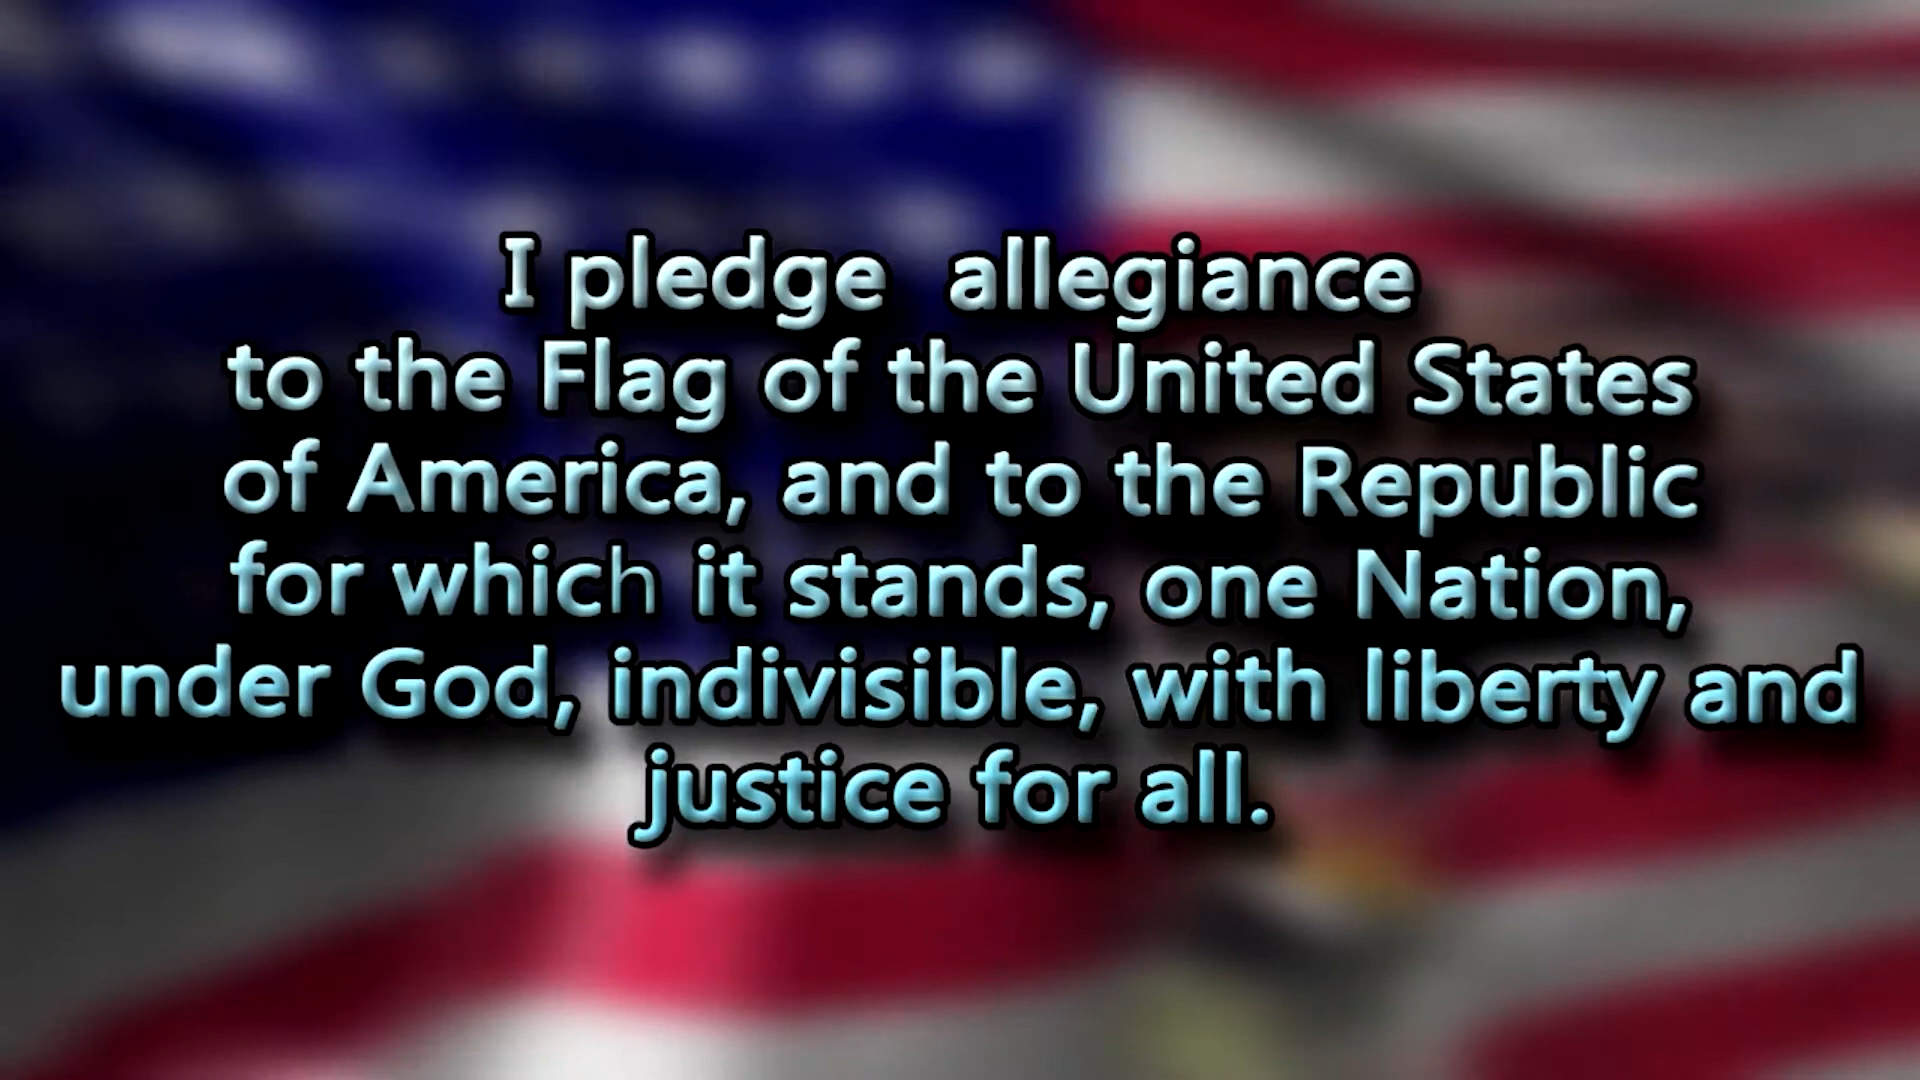 I pledge  allegiance
to the Flag of the United States
of America, and to the Republic
for which it stands, one Nation,
under God, indivisible, with liberty and
justice for all.